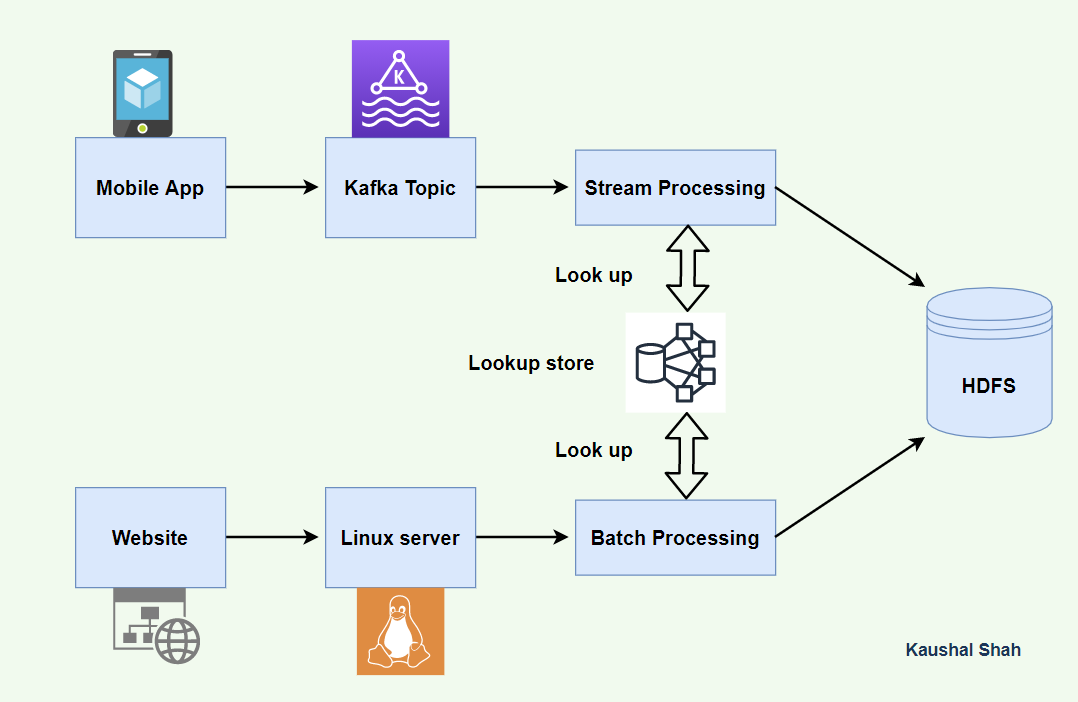 K
Mobile App
Kafka Topic
Stream Processing
Look up
Lookup store
HDFS
Look up
Website
Linux server
Batch Processing
Kaushal Shah